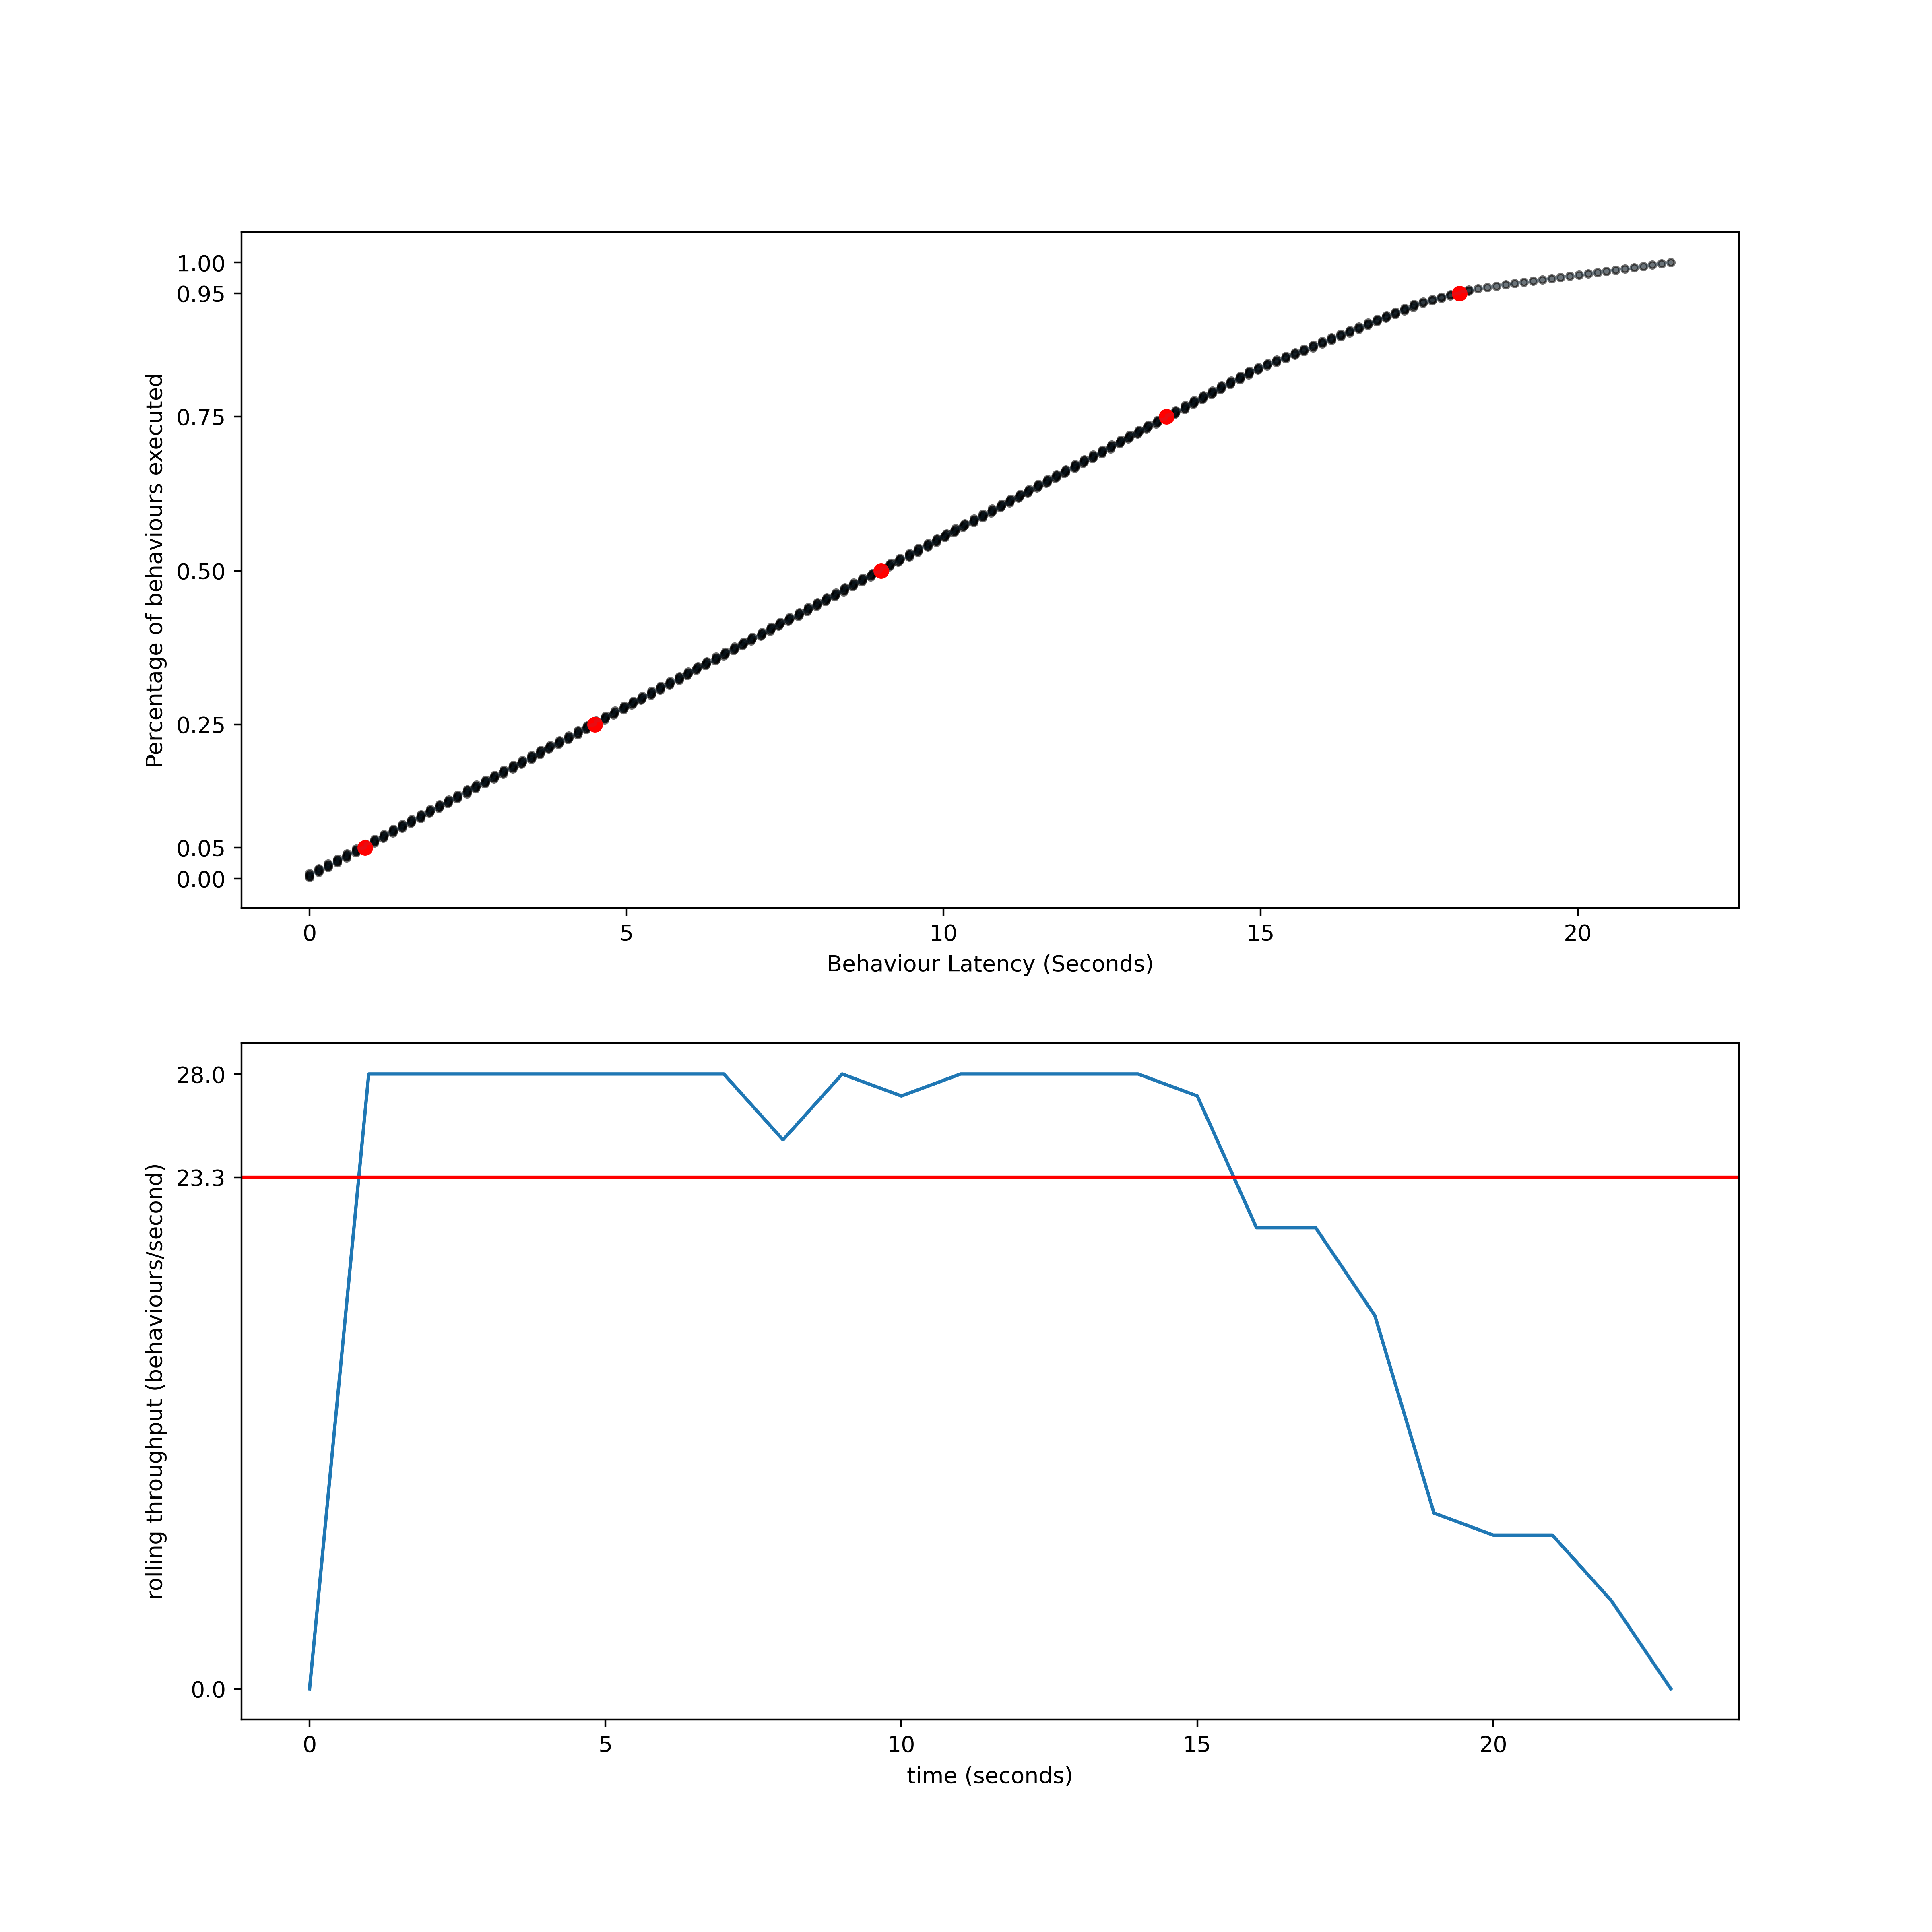 1.00
0.95
0.75
0.50
0.25
0.05
0.00
Percentage of behaviours executed
0 5 10 15 20
Behaviour Latency (Seconds)
28.0
23.3
0.0
rolling throughput (behaviours/second)
0 5 10 15 20
time (seconds)